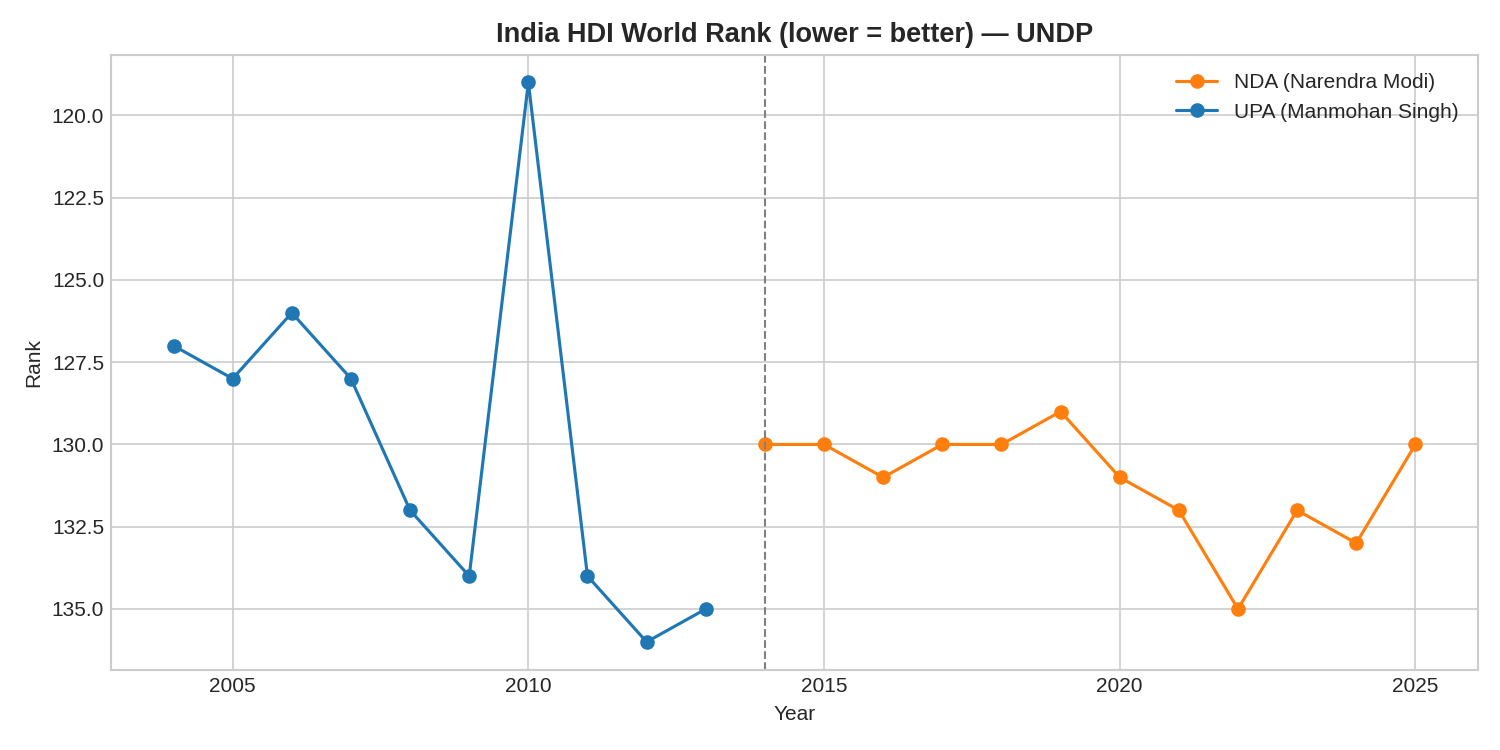 India HDI World Rank (lower = better) — UNDP
NDA (Narendra Modi)
UPA (Manmohan Singh)
120.0
122.5
125.0
127.5
130.0
132.5
135.0
Rank
2005 2010 2015 2020 2025
Year